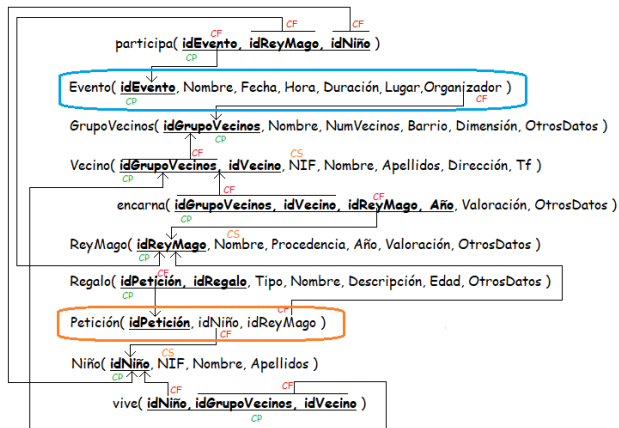 CF CF CF
participa( idEvento, idReyMago, idNiño )
CP
Evento( idEvento, Nombre, Fecha, Hora, Duración, Lugar,Organizador )
CP CF
GrupoVecinos( idGrupoVecinos, Nombre, NumVecinos, Barrio, Dimensión, OtrosDatos )
CP CF CS
Vecino( idGrupoVecinos, idVecino, NIF, Nombre, Apellidos, Dirección, Tf )
CP CF CF
encarna( idGrupoVecinos, idVecino, idReyMago, Año, Valoración, OtrosDatos )
CP CS
ReyMago( idReyMago, Nombre, Procedencia, Año, Valoración, OtrosDatos )
CP CF
Regalo( idPetición, idRegalo, Tipo, Nombre, Descripción, Edad, OtrosDatos )
CP CF
Petición( idPetición, idNiño, idReyMago )
CF
CS
Niño( idNiño, NIF, Nombre, Apellidos )
CP CF CF
vive( idNiño, idGrupoVecinos, idVecino )
CP